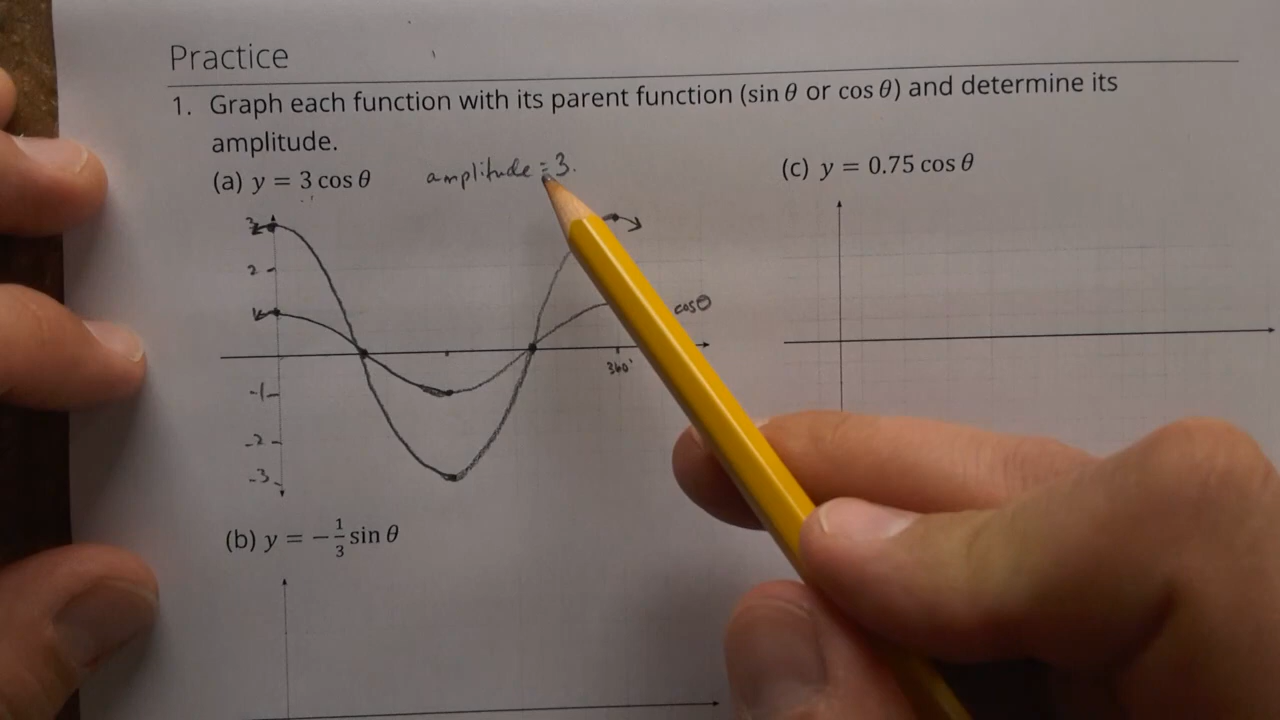 Practice
1. Graph each function with its parent function (sin θ or cos θ) and determine its
amplitude.
(a) y = 3 cos θ
amplitude = 3.
3
2
1
-1
-2
-3
cosθ
360°
(b) y = −1/3 sin θ
(c) y = 0.75 cos θ